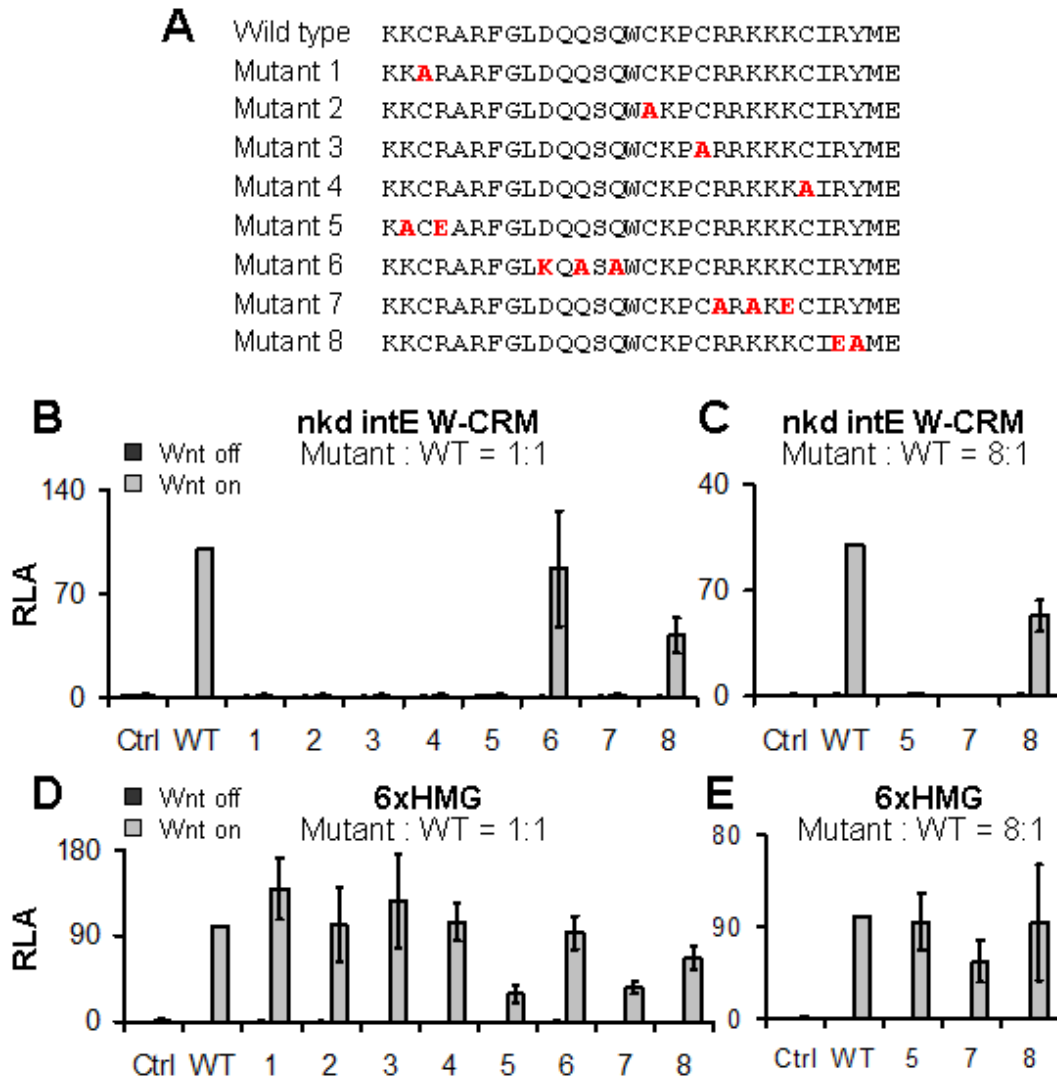 A
Wild type KKCRARFGLDQQSQWCKPCRRKKKCIRYME
Mutant 1 KKARARFGLDQQSQWCKPCRRKKKCIRYME
Mutant 2 KKCRARFGLDQQSQWAKPCRRKKKCIRYME
Mutant 3 KKCRARFGLDQQSQWCKPARRKKKCIRYME
Mutant 4 KKCRARFGLDQQSQWCKPCRRKKKAIRYME
Mutant 5 KACEARFGLDQQSQWCKPCRRKKKCIRYME
Mutant 6 KKCRARFGLKQASAWCKPCRRKKKCIRYME
Mutant 7 KKCRARFGLDQQSQWCKPCARAKECIRYME
Mutant 8 KKCRARFGLDQQSQWCKPCRRKKKCIEAME
B
nkd intE W-CRM
Mutant : WT = 1:1
Wnt off
Wnt on
RLA
140
70
0
Ctrl WT 1 2 3 4 5 6 7 8
C
nkd intE W-CRM
Mutant : WT = 8:1
40
70
0
Ctrl WT 5 7 8
D
6xHMG
Mutant : WT = 1:1
Wnt off
Wnt on
RLA
180
90
0
Ctrl WT 1 2 3 4 5 6 7 8
E
6xHMG
Mutant : WT = 8:1
80
90
0
Ctrl WT 5 7 8